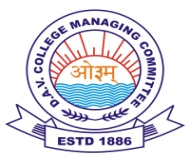 D.A.V. COLLEGE MANAGING COMMITTEE
ओ३म्
ESTD 1886